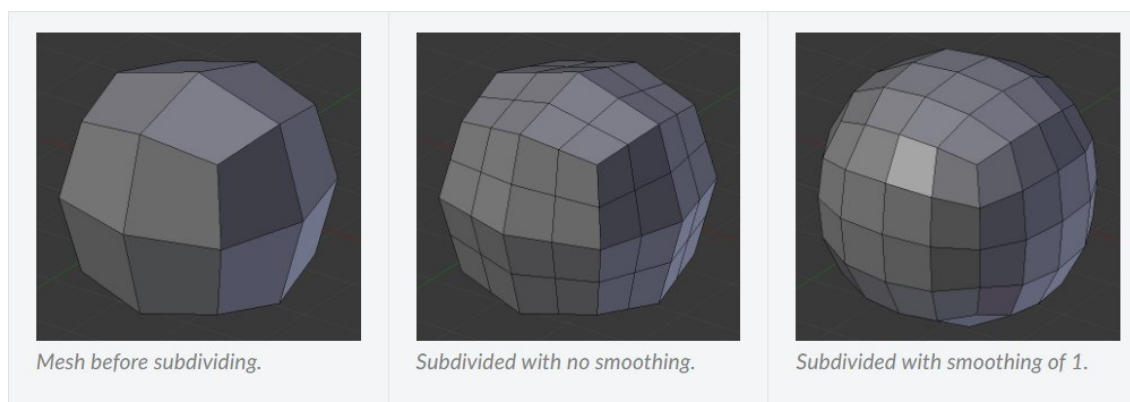 Mesh before subdividing.
Subdivided with no smoothing.
Subdivided with smoothing of 1.